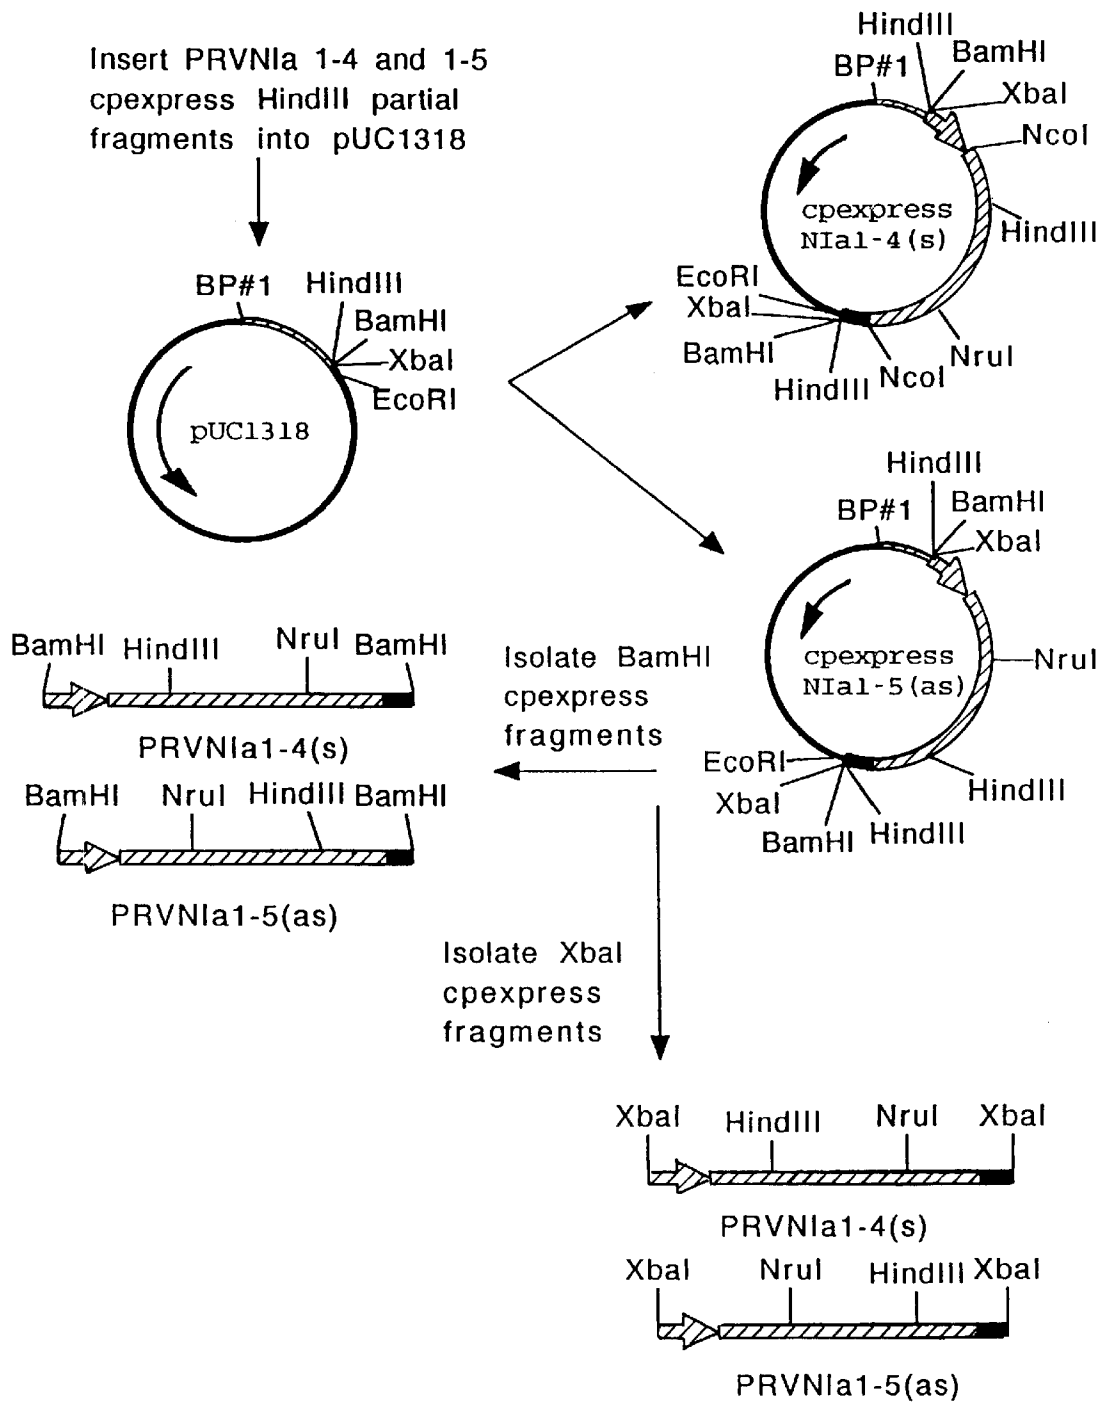 Insert PRVNIa 1-4 and 1-5
cpexpress HindIII partial
fragments into pUC1318
BP#1
HindIII
BamHI
XbaI
EcoRI
pUC1318
HindIII
BamHI
BP#1
XbaI
NcoI
cpexpress
NIa1-4(s)
HindIII
EcoRI
XbaI
BamHI
HindIII
NcoI
NruI
HindIII
BamHI
BP#1
XbaI
cpexpress
NIa1-5(as)
NruI
EcoRI
XbaI
BamHI
HindIII
HindIII
Isolate BamHI
cpexpress
fragments
BamHI
HindIII
NruI
BamHI
PRVNIa1-4(s)
BamHI
NruI
HindIII
BamHI
PRVNIa1-5(as)
Isolate XbaI
cpexpress
fragments
XbaI
HindIII
NruI
XbaI
PRVNIa1-4(s)
XbaI
NruI
HindIII
XbaI
PRVNIa1-5(as)